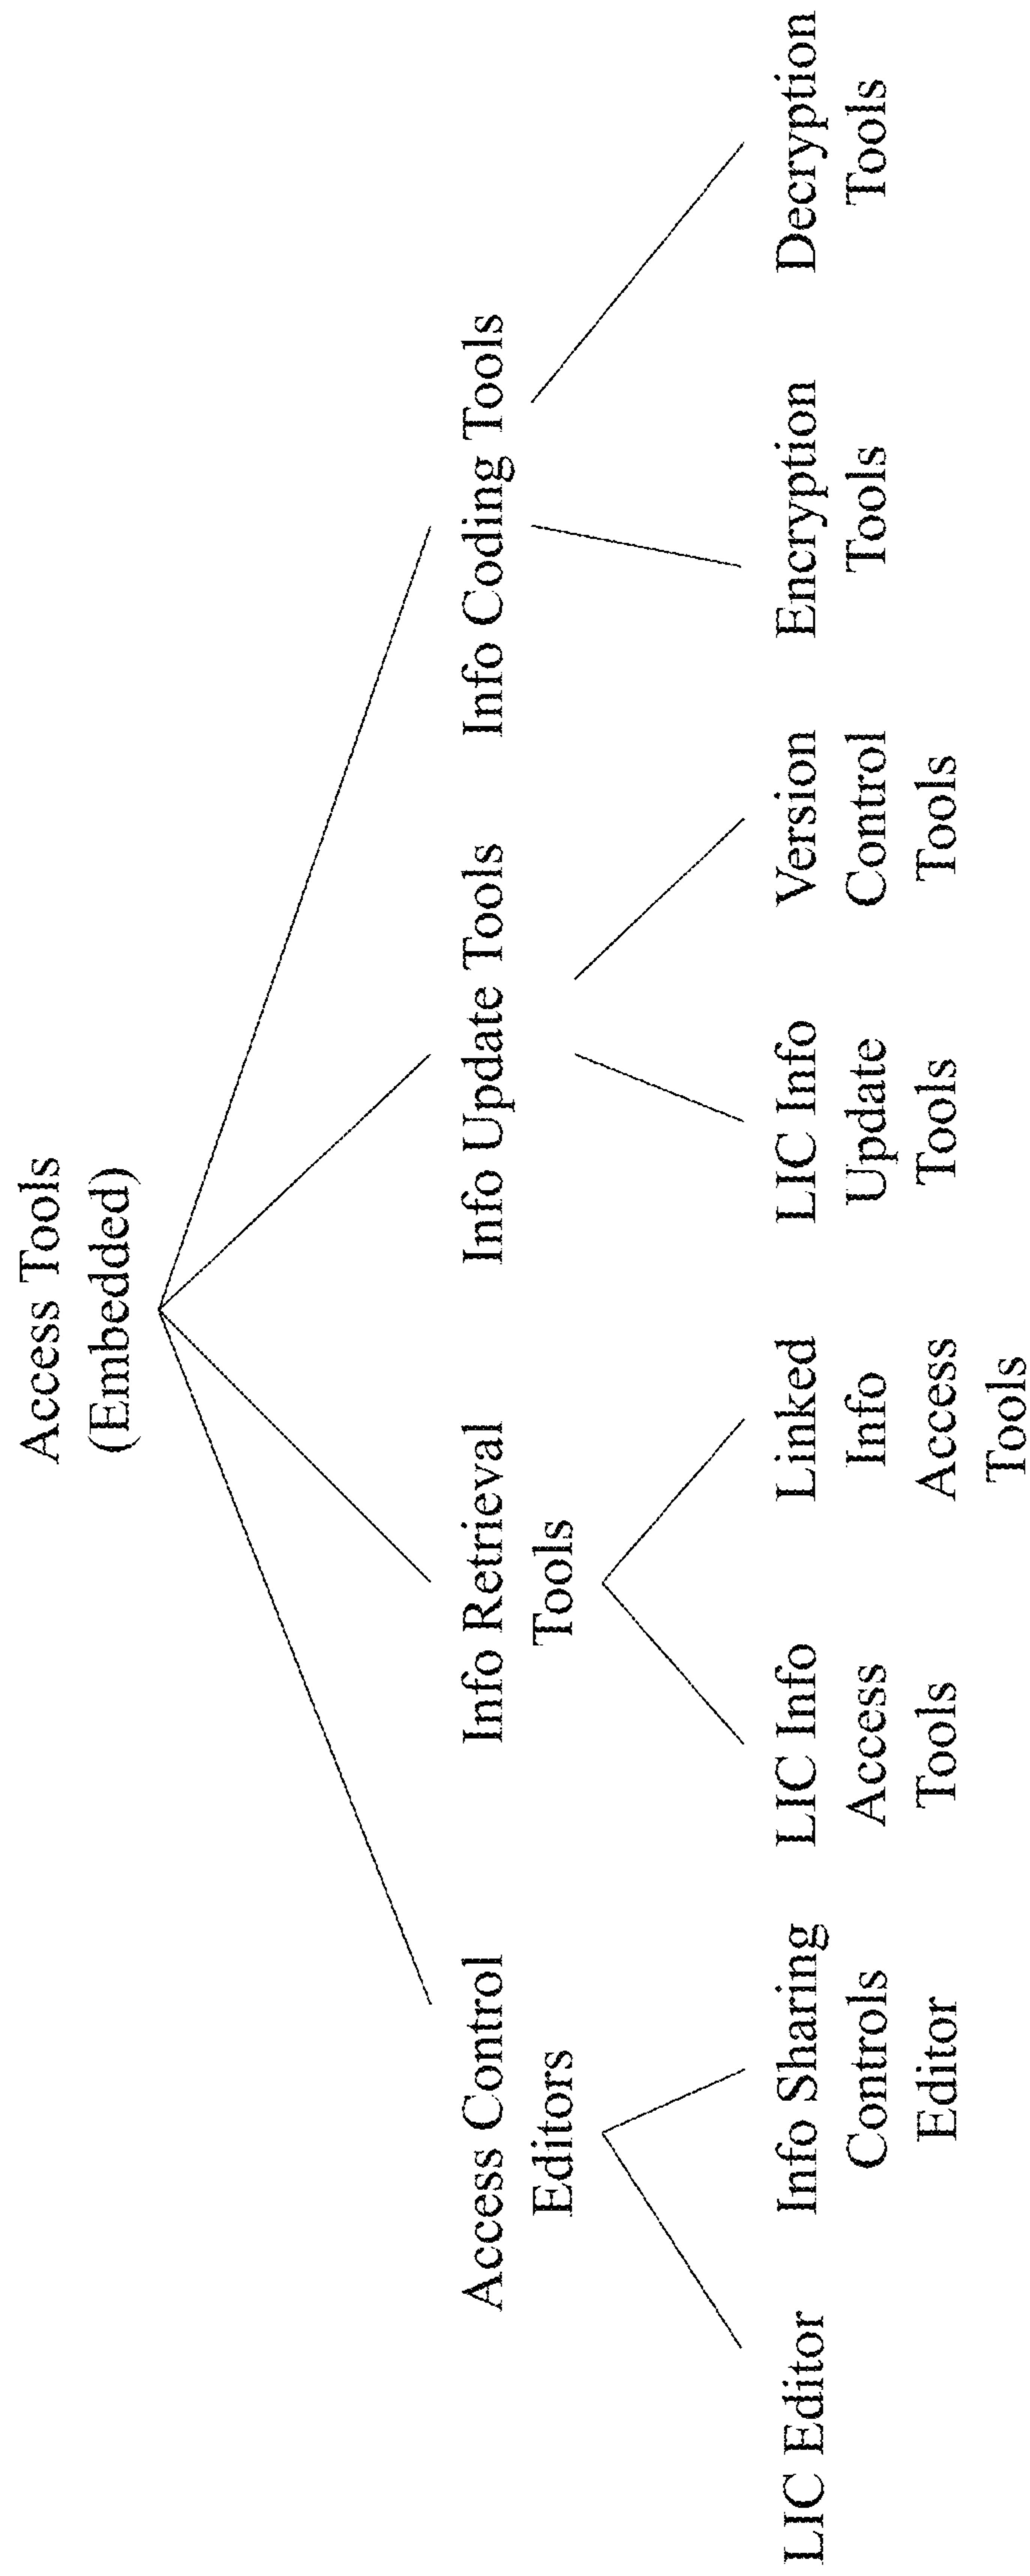 Access Tools
(Embedded)
Access Control
Editors
Info Retrieval
Tools
Info Update Tools
Info Coding Tools
LIC Editor
Info Sharing
Controls
Editor
LIC Info
Access
Tools
Linked
Info
Access
Tools
LIC Info
Update
Tools
Version
Control
Tools
Encryption
Tools
Decryption
Tools